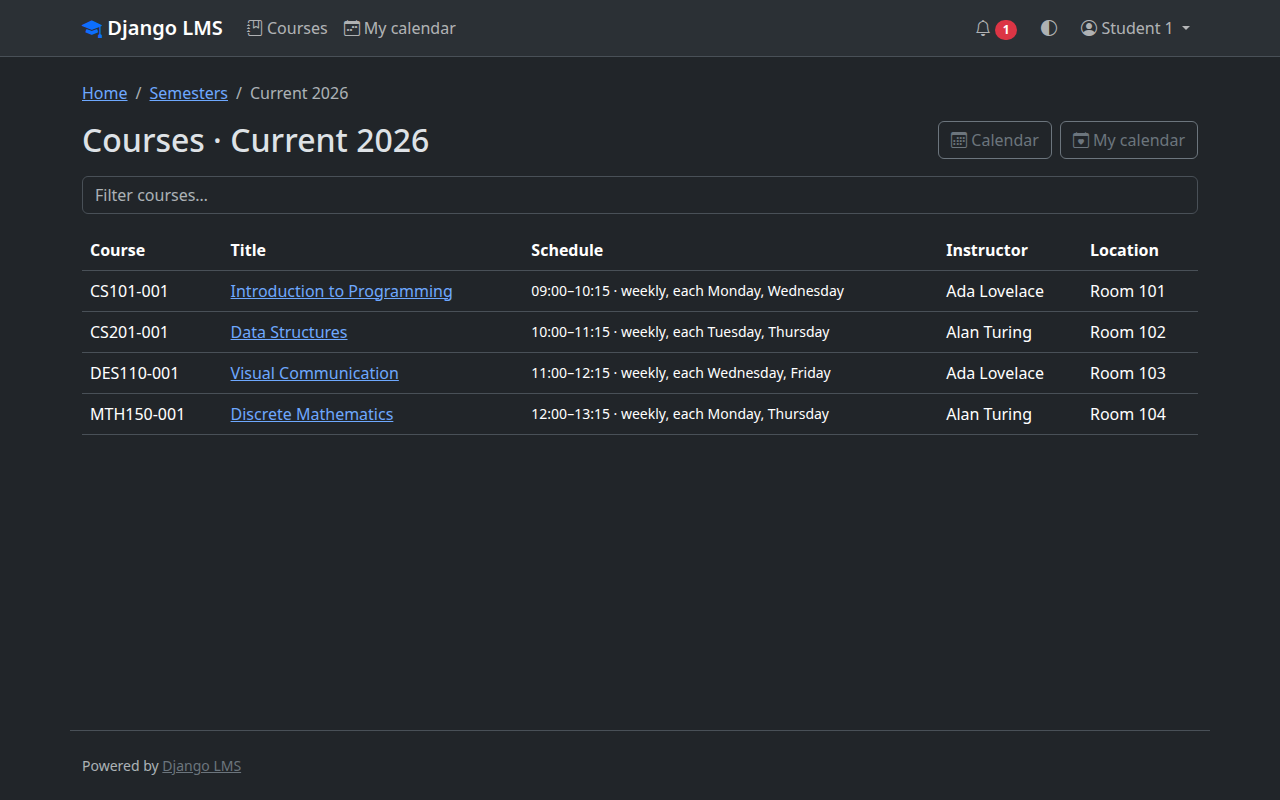 Django LMS Courses My calendar 1 Student 1
Home / Semesters / Current 2026
Courses · Current 2026 Calendar My calendar
Filter courses...
Course Title Schedule Instructor Location
CS101-001 Introduction to Programming 09:00–10:15 · weekly, each Monday, Wednesday Ada Lovelace Room 101
CS201-001 Data Structures 10:00–11:15 · weekly, each Tuesday, Thursday Alan Turing Room 102
DES110-001 Visual Communication 11:00–12:15 · weekly, each Wednesday, Friday Ada Lovelace Room 103
MTH150-001 Discrete Mathematics 12:00–13:15 · weekly, each Monday, Thursday Alan Turing Room 104
Powered by Django LMS